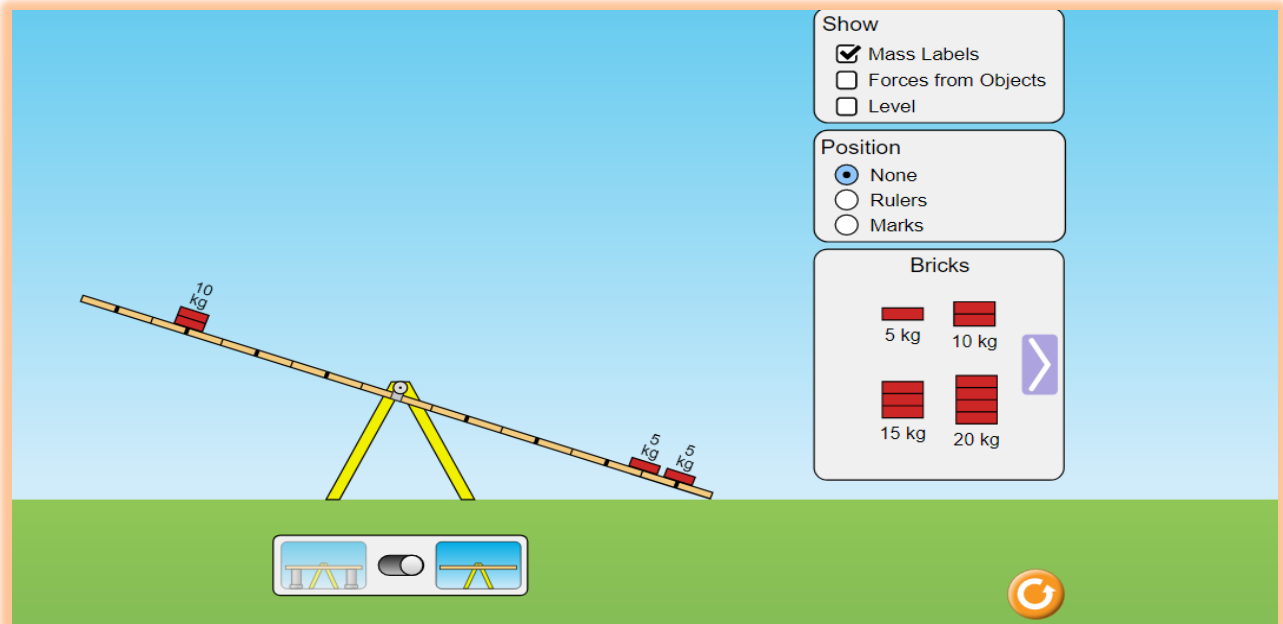 Show
Mass Labels
Forces from Objects
Level
Position
None
Rulers
Marks
Bricks
5 kg
10 kg
15 kg
20 kg
10
kg
5
kg
5
kg